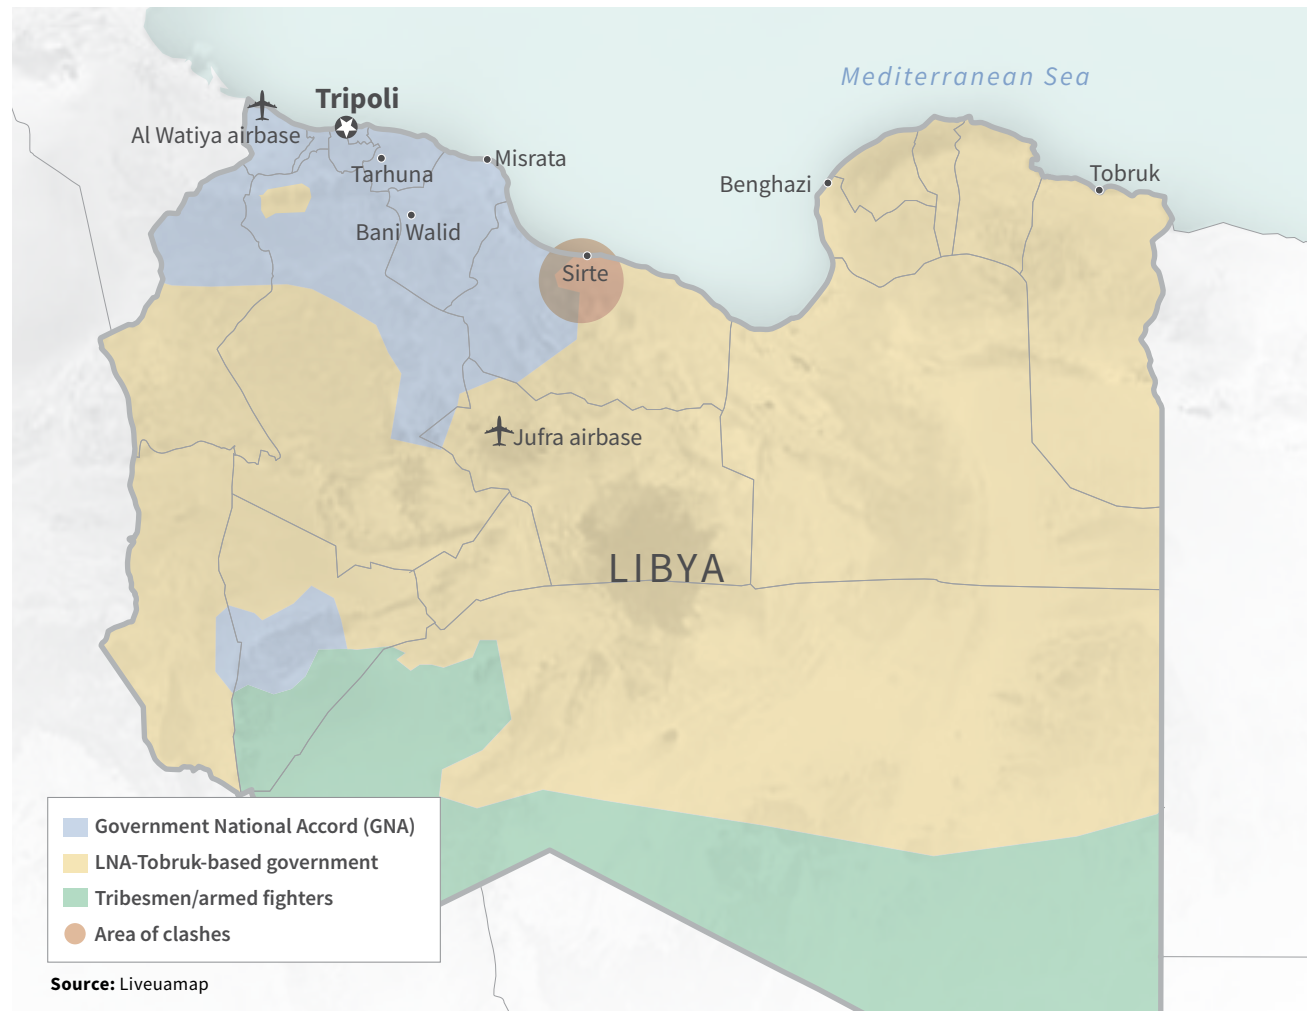 Mediterranean Sea
Tripoli
Al Watiya airbase
Misrata
Tarhuna
Tobruk
Benghazi
Bani Walid
Sirte
Jufra airbase
LIBYA
Government National Accord (GNA)
LNA-Tobruk-based government
Tribesmen/armed fighters
Area of clashes
Source: Liveuamap